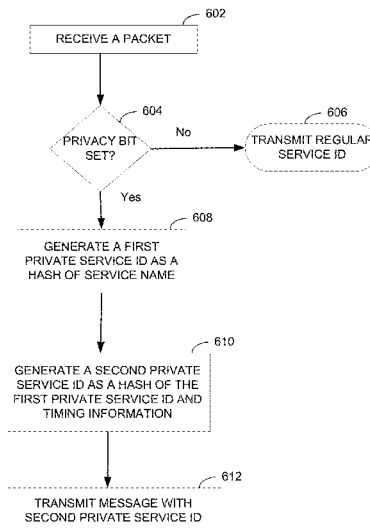 602
RECEIVE A PACKET
604
606
PRIVACY BIT
SET?
No
TRANSMIT REGULAR
SERVICE ID
Yes
608
GENERATE A FIRST
PRIVATE SERVICE ID AS A
HASH OF SERVICE NAME
610
GENERATE A SECOND PRIVATE
SERVICE ID AS A HASH OF THE
FIRST PRIVATE SERVICE ID AND
TIMING INFORMATION
612
TRANSMIT MESSAGE WITH
SECOND PRIVATE SERVICE ID